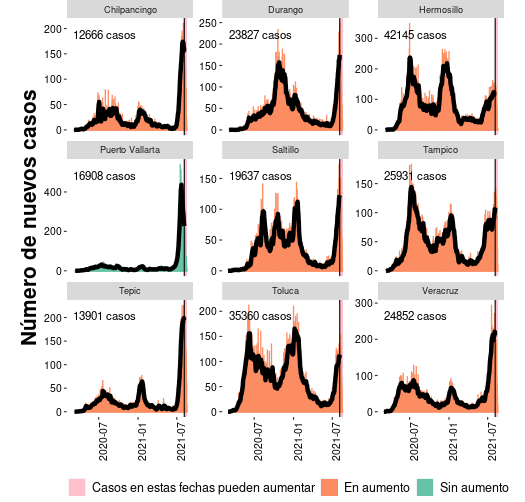 Número de nuevos casos
Chilpancingo
Durango
Hermosillo
12666 casos
23827 casos
42145 casos
200
150
100
50
0
250
200
150
100
50
0
300
200
100
0
Puerto Vallarta
Saltillo
Tampico
16908 casos
19637 casos
25931 casos
400
200
0
150
100
50
0
150
100
50
0
Tepic
Toluca
Veracruz
13901 casos
35360 casos
24852 casos
200
150
100
50
0
200
150
100
50
0
300
200
100
0
2020-07
2021-01
2021-07
2020-07
2021-01
2021-07
2020-07
2021-01
2021-07
Casos en estas fechas pueden aumentar
En aumento
Sin aumento